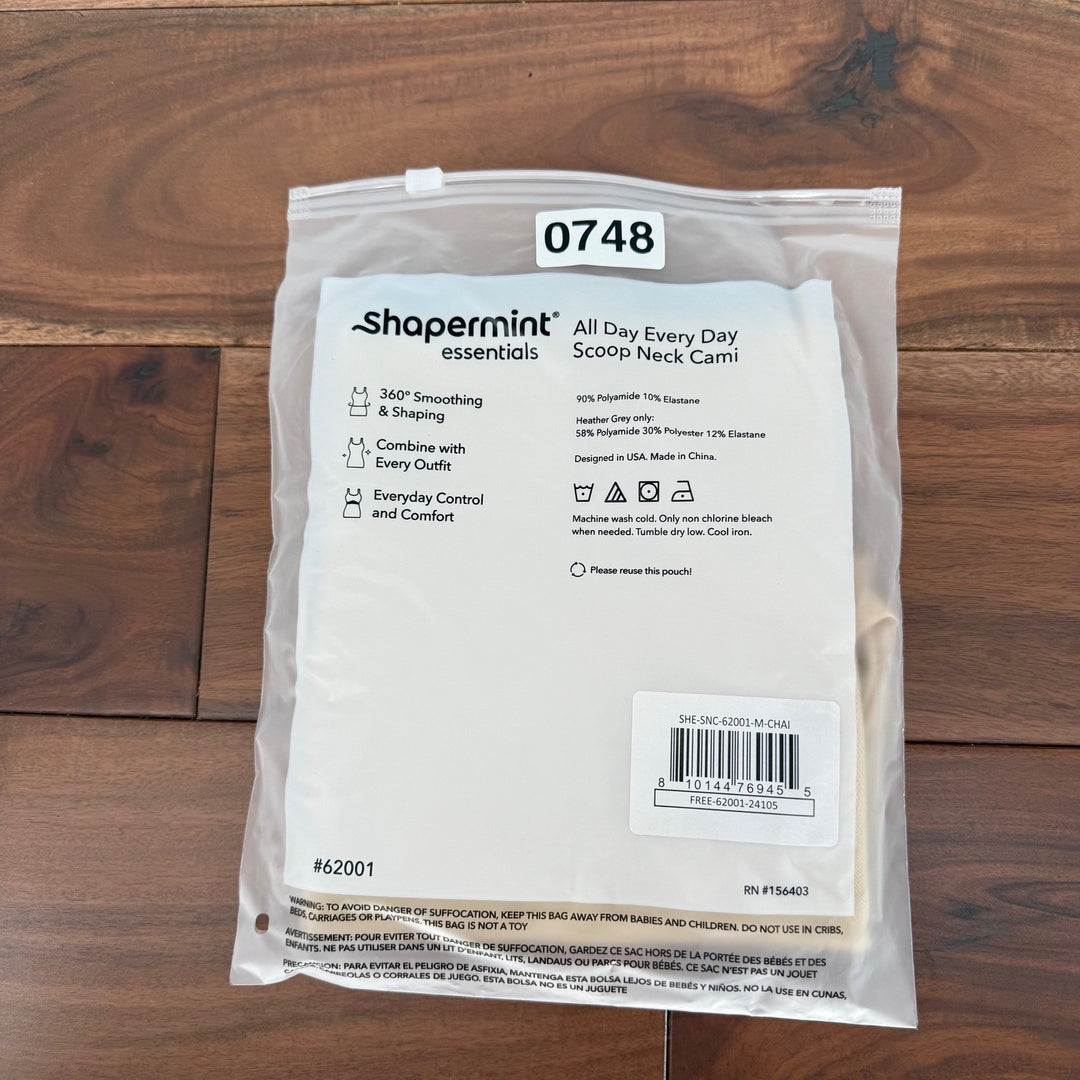 0748
Shapermint®
essentials
All Day Every Day
Scoop Neck Cami
360° Smoothing
& Shaping
Combine with
Every Outfit
Everyday Control
and Comfort
90% Polyamide 10% Elastane
Heather Grey only:
58% Polyamide 30% Polyester 12% Elastane
Designed in USA. Made in China.
Machine wash cold. Only non chlorine bleach
when needed. Tumble dry low. Cool iron.
Please reuse this pouch!
SHE-SNC-62001-M-CHAI
8 10144 76945 5
FREE-62001-24105
#62001
RN #156403
WARNING: TO AVOID DANGER OF SUFFOCATION, KEEP THIS BAG AWAY FROM BABIES AND CHILDREN. DO NOT USE IN CRIBS,
BEDS, CARRIAGES OR PLAYPENS. THIS BAG IS NOT A TOY
AVERTISSEMENT: POUR EVITER TOUT DANGER DE SUFFOCATION, GARDEZ CE SAC HORS DE LA PORTÉE DES BÉBÉS ET DES
ENFANTS. NE PAS UTILISER DANS UN LIT D'ENFANT, LITS, LANDAUS OU PARCS POUR BÉBÉS. CE SAC N'EST PAS UN JOUET
PARA EVITAR EL PELIGRO DE ASFIXIA, MANTENGA ESTA BOLSA LEJOS DE BEBÉS Y NIÑOS. NO LA USE EN CUNAS,
O CORRALES DE JUEGO. ESTA BOLSA NO ES UN JUGUETE